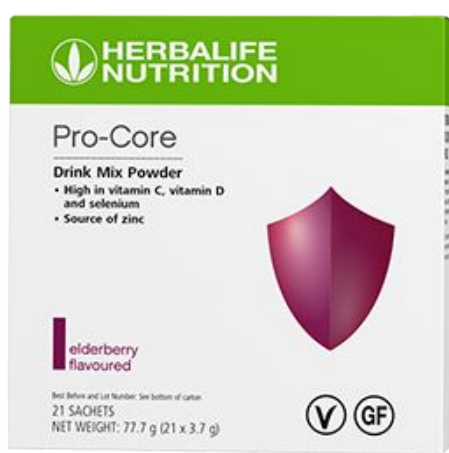 HERBALIFE
NUTRITION
Pro-Core
Drink Mix Powder
• High in vitamin C, vitamin D
and selenium
• Source of zinc
elderberry
flavoured
Best Before and Lot Number: See bottom of carton
21 SACHETS
NET WEIGHT: 77.7 g (21 x 3.7 g)
V
GF